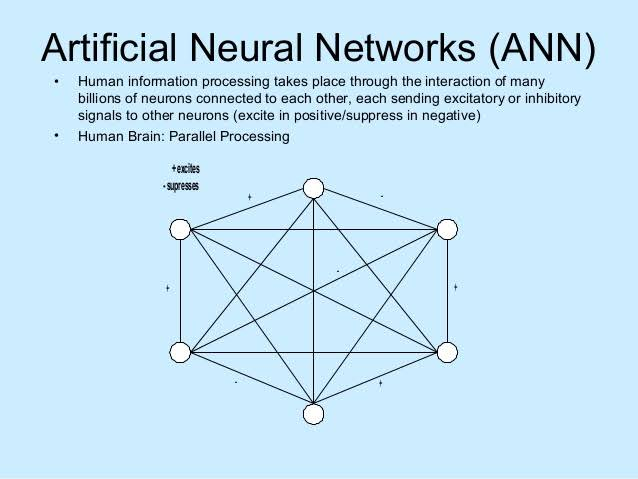 Artificial Neural Networks (ANN)
• Human information processing takes place through the interaction of many
billions of neurons connected to each other, each sending excitatory or inhibitory
signals to other neurons (excite in positive/suppress in negative)
• Human Brain: Parallel Processing
+excites
-supresses
+ -
-
+ +
- +